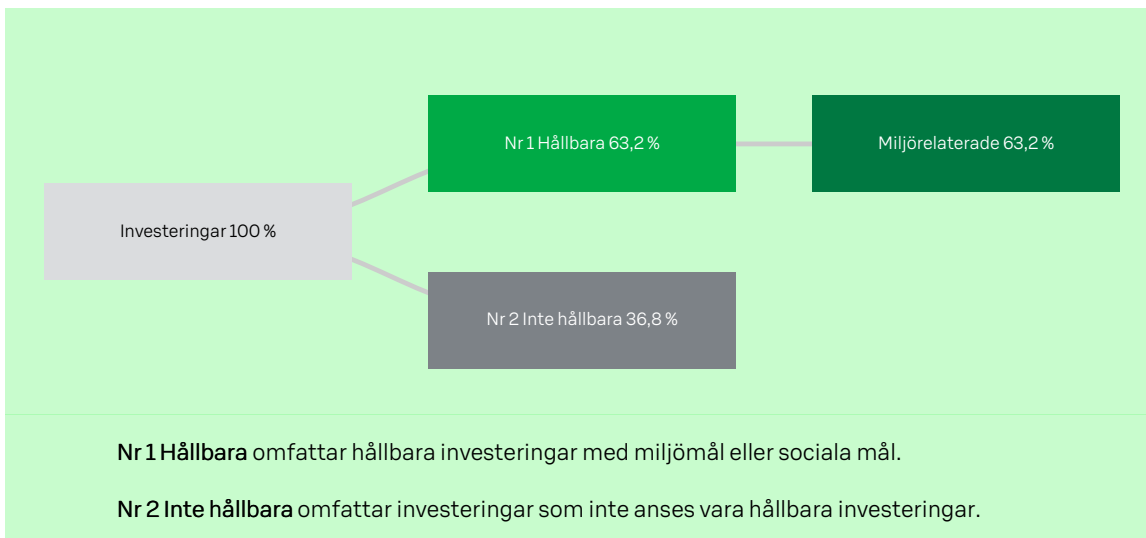 Nr 1 Hållbara 63,2 %
Miljörelaterade 63,2 %
Investeringar 100 %
Nr 2 Inte hållbara 36,8 %
Nr 1 Hållbara omfattar hållbara investeringar med miljömål eller sociala mål.
Nr 2 Inte hållbara omfattar investeringar som inte anses vara hållbara investeringar.